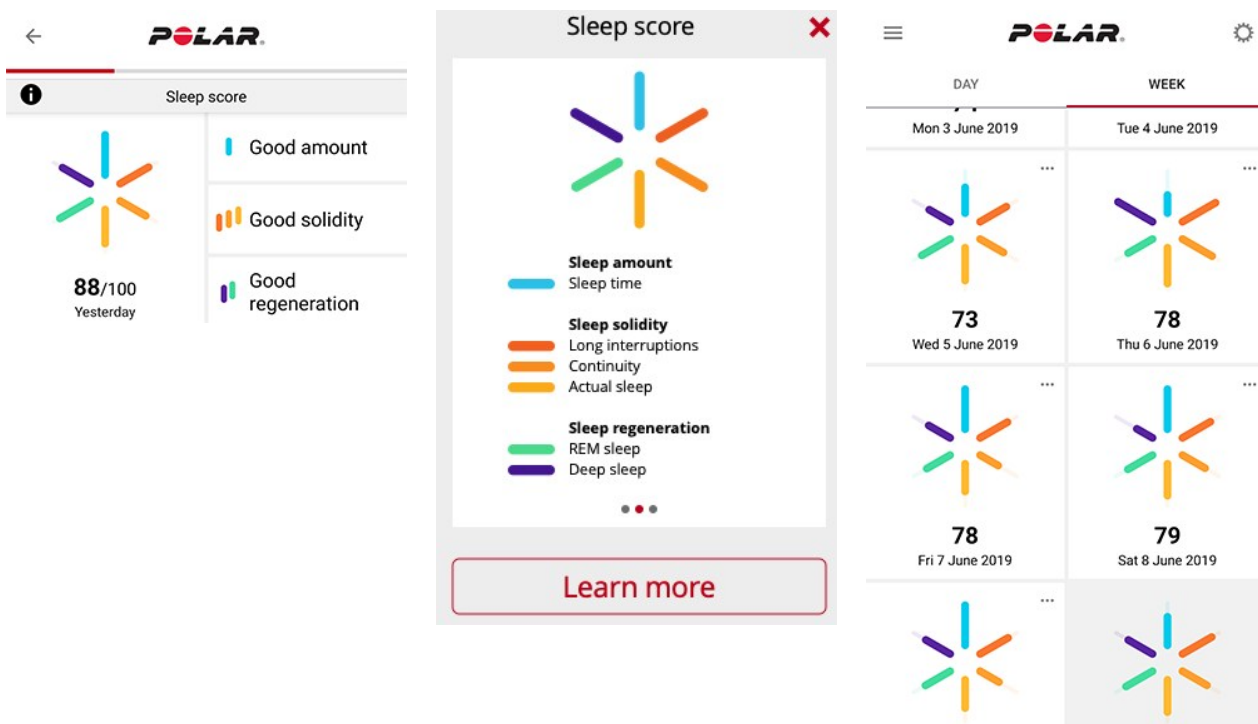 POLAR
Sleep score
Good amount
Good solidity
Good
regeneration
88/100
Yesterday
Sleep score
Sleep amount
Sleep time
Sleep solidity
Long interruptions
Continuity
Actual sleep
Sleep regeneration
REM sleep
Deep sleep
Learn more
POLAR
DAY
WEEK
Mon 3 June 2019
Tue 4 June 2019
73
Wed 5 June 2019
78
Thu 6 June 2019
78
Fri 7 June 2019
79
Sat 8 June 2019